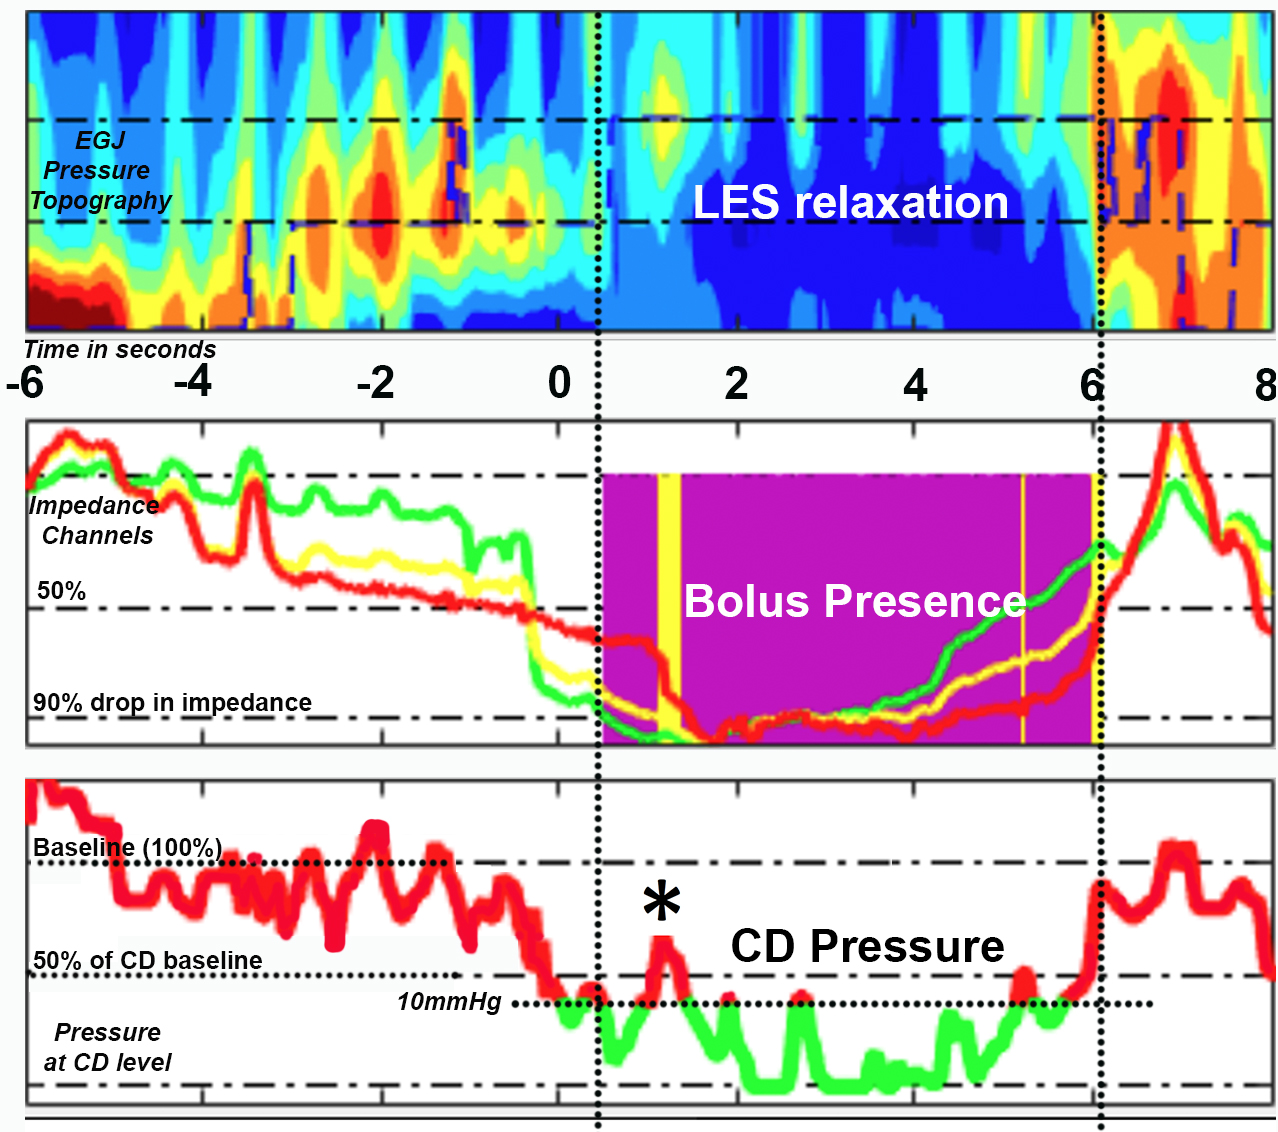 EGJ
Pressure
Topography
LES relaxation
Time in seconds
-6 -4 -2 0 2 4 6 8
Impedance
Channels
50%
Bolus Presence
90% drop in impedance
Baseline (100%)
*
CD Pressure
50% of CD baseline
10mmHg
Pressure
at CD level